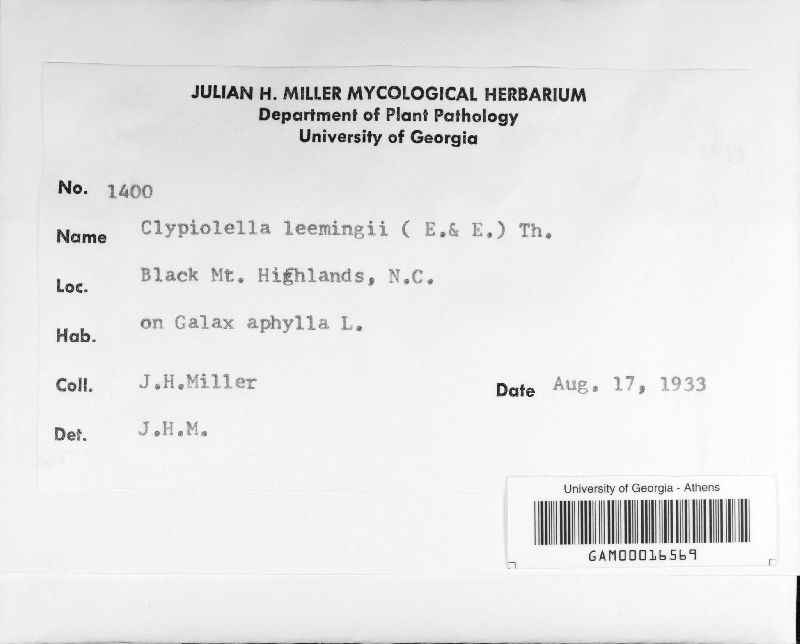 JULIAN H. MILLER MYCOLOGICAL HERBARIUM
Department of Plant Pathology
University of Georgia
No. 1400
Name Clypiolella leemingii ( E.& E.) Th.
Loc. Black Mt. Highlands, N.C.
Hab. on Galax aphylla L.
Coll. J.H.Miller Date Aug. 17, 1933
Det. J.H.M.
University of Georgia - Athens
GAM00016569